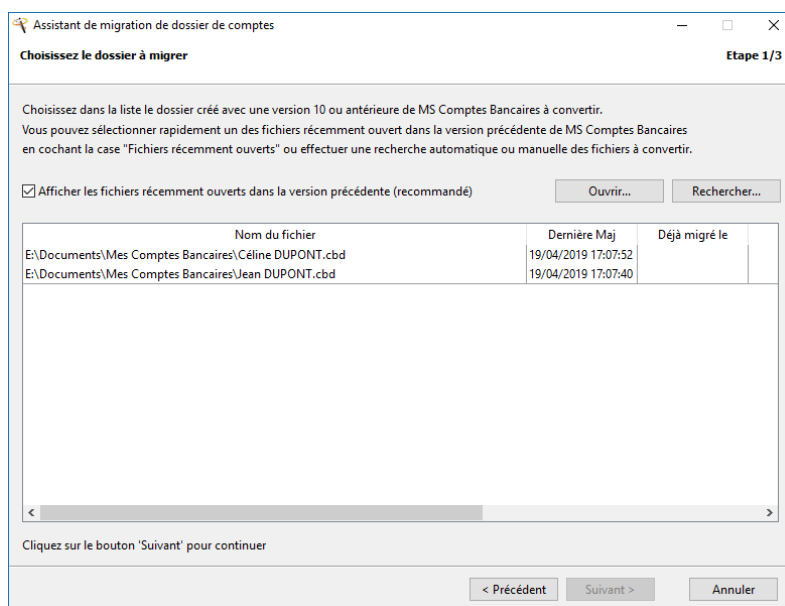 Assistant de migration de dossier de comptes
Choisissez le dossier à migrer
Etape 1/3
Choisissez dans la liste le dossier créé avec une version 10 ou antérieure de MS Comptes Bancaires à convertir.
Vous pouvez sélectionner rapidement un des fichiers récemment ouvert dans la version précédente de MS Comptes Bancaires
en cochant la case "Fichiers récemment ouverts" ou effectuer une recherche automatique ou manuelle des fichiers à convertir.
Afficher les fichiers récemment ouverts dans la version précédente (recommandé)
Ouvrir...
Rechercher...
Nom du fichier Dernière Maj Déjà migré le
E:\Documents\Mes Comptes Bancaires\Céline DUPONT.cbd 19/04/2019 17:07:52
E:\Documents\Mes Comptes Bancaires\Jean DUPONT.cbd 19/04/2019 17:07:40
Cliquez sur le bouton 'Suivant' pour continuer
< Précédent
Suivant >
Annuler